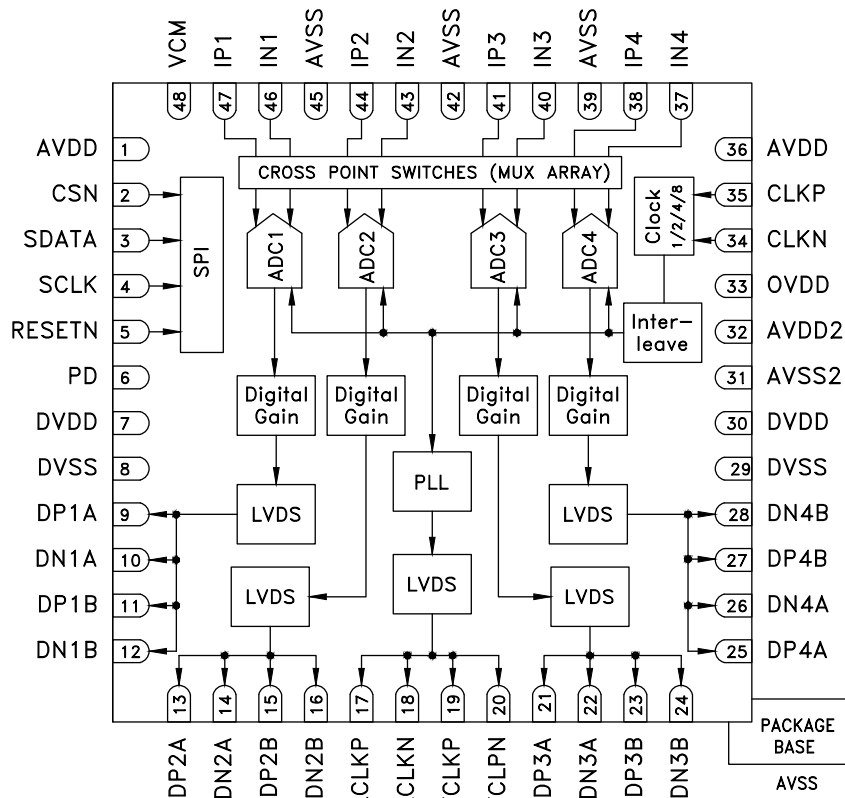 VCM
IP1
IN1
AVSS
IP2
IN2
AVSS
IP3
IN3
AVSS
IP4
IN4
48
47
46
45
44
43
42
41
40
39
38
37
AVDD 1
CSN 2
SDATA 3
SCLK 4
RESETN 5
PD 6
DVDD 7
DVSS 8
DP1A 9
DN1A 10
DP1B 11
DN1B 12
CROSS POINT SWITCHES (MUX ARRAY)
SPI
ADC1
ADC2
ADC3
ADC4
Clock
1/2/4/8
Inter-
leave
Digital
Gain
Digital
Gain
Digital
Gain
Digital
Gain
LVDS
PLL
LVDS
LVDS
LVDS
LVDS
36 AVDD
35 CLKP
34 CLKN
33 OVDD
32 AVDD2
31 AVSS2
30 DVDD
29 DVSS
28 DN4B
27 DP4B
26 DN4A
25 DP4A
13
14
15
16
17
18
19
20
21
22
23
24
DP2A
DN2A
DP2B
DN2B
CLKP
CLKN
CLKP
CLPN
DP3A
DN3A
DP3B
DN3B
PACKAGE
BASE
AVSS